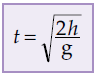 t = √(2h/g)